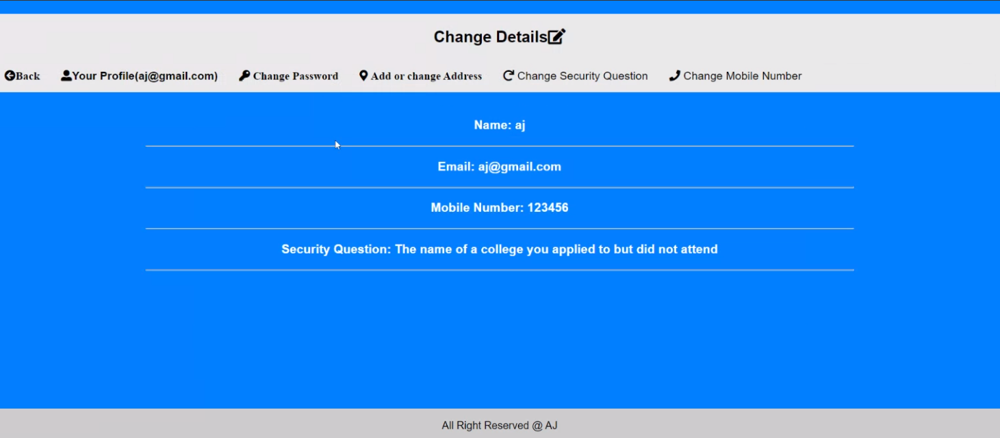 Change Details
Back Your Profile(aj@gmail.com) Change Password Add or change Address Change Security Question Change Mobile Number
Name: aj
Email: aj@gmail.com
Mobile Number: 123456
Security Question: The name of a college you applied to but did not attend
All Right Reserved @ AJ